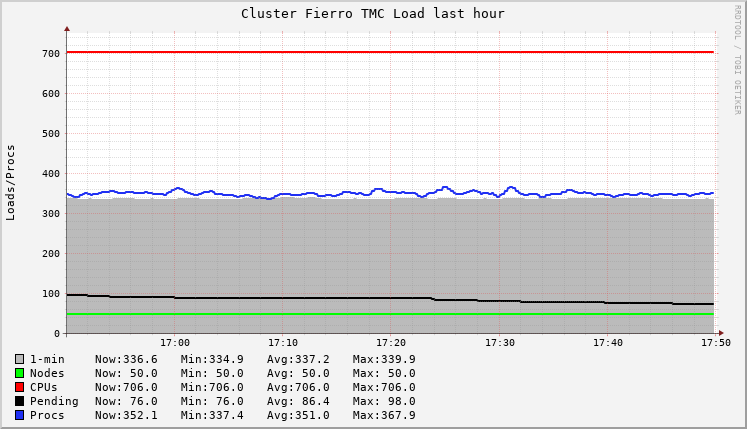 Cluster Fierro TMC Load last hour
RRDTOOL / TOBI OETIKER
Loads/Procs
700
600
500
400
300
200
100
0
17:00 17:10 17:20 17:30 17:40 17:50
1-min Now:336.6 Min:334.9 Avg:337.2 Max:339.9
Nodes Now: 50.0 Min: 50.0 Avg: 50.0 Max: 50.0
CPUs Now:706.0 Min:706.0 Avg:706.0 Max:706.0
Pending Now: 76.0 Min: 76.0 Avg: 86.4 Max: 98.0
Procs Now:352.1 Min:337.4 Avg:351.0 Max:367.9